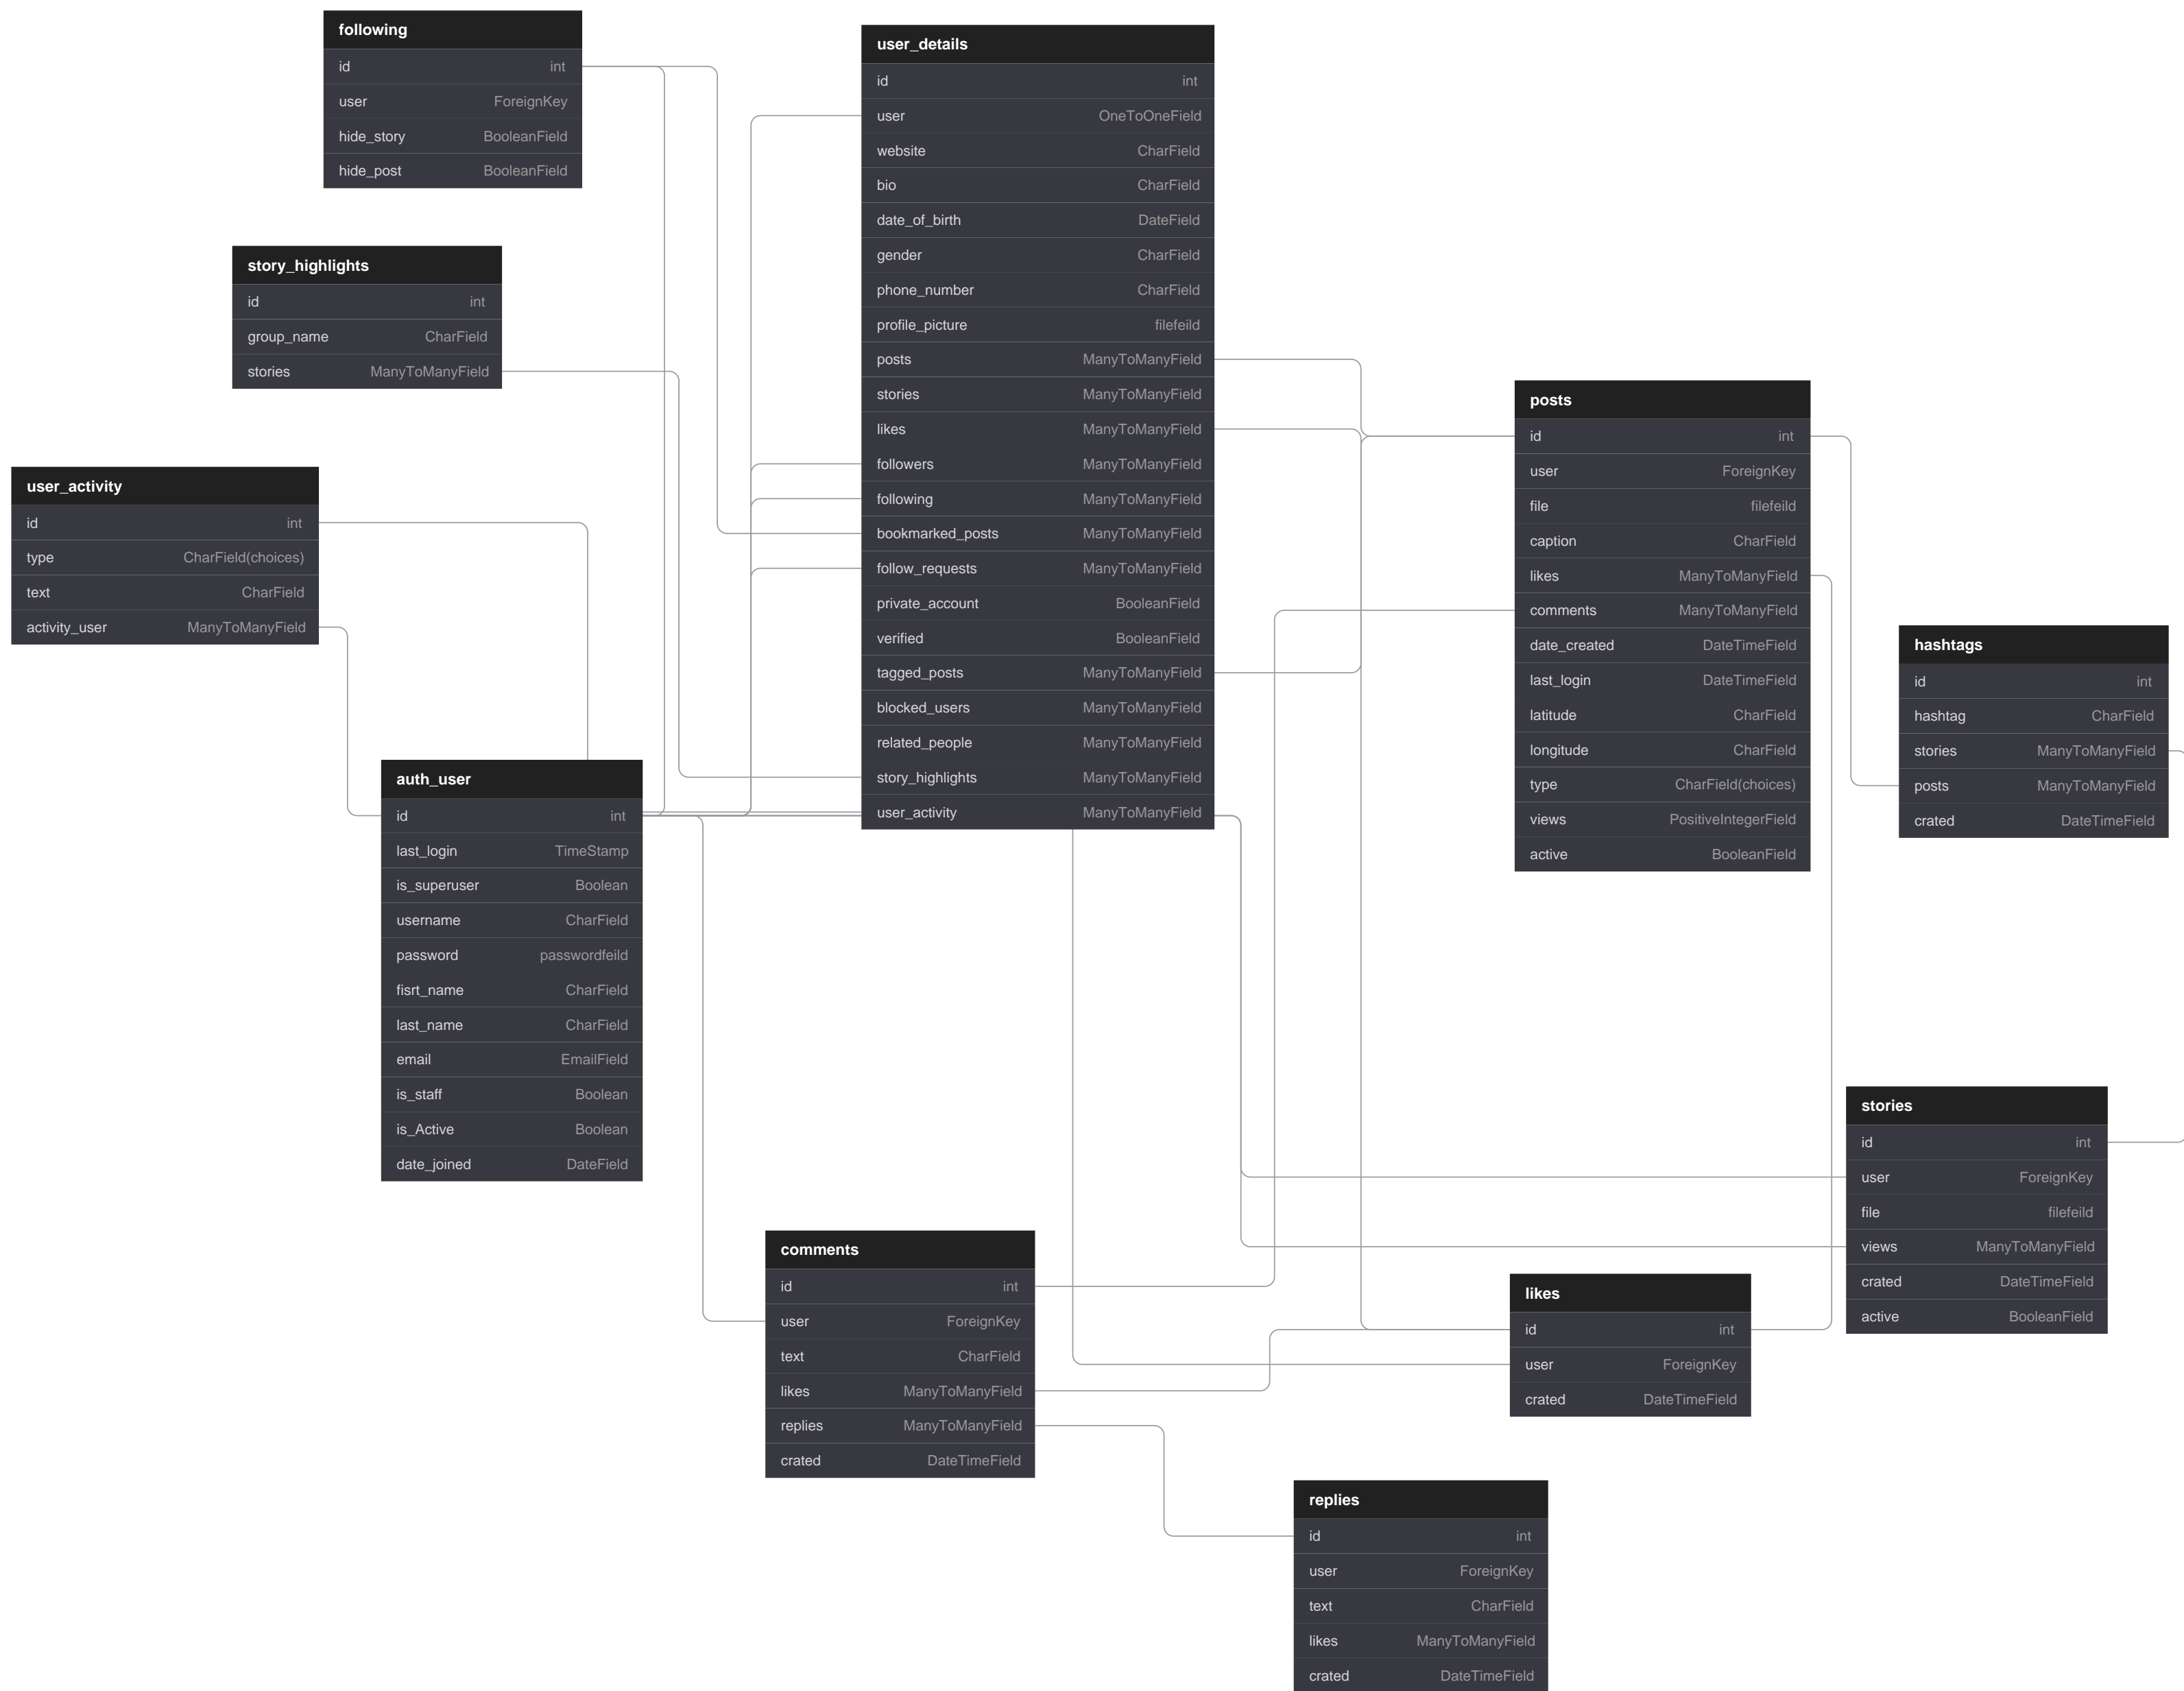 following
id int
user ForeignKey
hide_story BooleanField
hide_post BooleanField
user_details
id int
user OneToOneField
website CharField
bio CharField
date_of_birth DateField
gender CharField
phone_number CharField
profile_picture filefeild
posts ManyToManyField
stories ManyToManyField
likes ManyToManyField
followers ManyToManyField
following ManyToManyField
bookmarked_posts ManyToManyField
follow_requests ManyToManyField
private_account BooleanField
verified BooleanField
tagged_posts ManyToManyField
blocked_users ManyToManyField
related_people ManyToManyField
story_highlights ManyToManyField
user_activity ManyToManyField
story_highlights
id int
group_name CharField
stories ManyToManyField
user_activity
id int
type CharField(choices)
text CharField
activity_user ManyToManyField
posts
id int
user ForeignKey
file filefeild
caption CharField
likes ManyToManyField
comments ManyToManyField
date_created DateTimeField
last_login DateTimeField
latitude CharField
longitude CharField
type CharField(choices)
views PositiveIntegerField
active BooleanField
hashtags
id int
hashtag CharField
stories ManyToManyField
posts ManyToManyField
crated DateTimeField
auth_user
id int
last_login TimeStamp
is_superuser Boolean
username CharField
password passwordfeild
fisrt_name CharField
last_name CharField
email EmailField
is_staff Boolean
is_Active Boolean
date_joined DateField
stories
id int
user ForeignKey
file filefeild
views ManyToManyField
crated DateTimeField
active BooleanField
comments
id int
user ForeignKey
text CharField
likes ManyToManyField
replies ManyToManyField
crated DateTimeField
likes
id int
user ForeignKey
crated DateTimeField
replies
id int
user ForeignKey
text CharField
likes ManyToManyField
crated DateTimeField